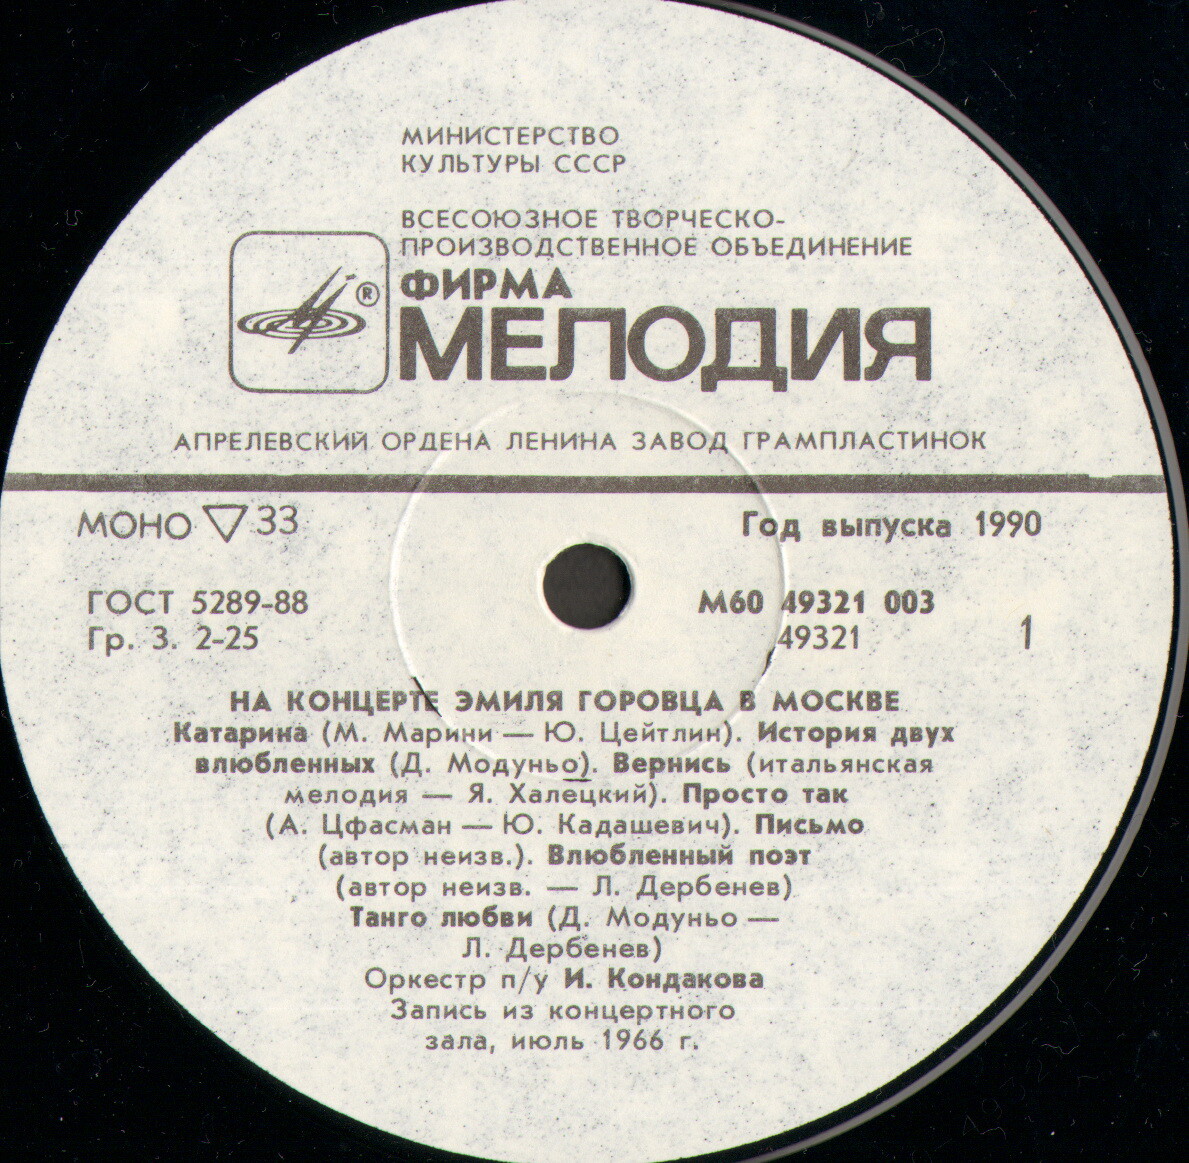 МИНИСТЕРСТВО
КУЛЬТУРЫ СССР
ВСЕСОЮЗНОЕ ТВОРЧЕСКО-
ПРОИЗВОДСТВЕННОЕ ОБЪЕДИНЕНИЕ
ФИРМА
®
МЕЛОДИЯ
АПРЕЛЕВСКИЙ ОРДЕНА ЛЕНИНА ЗАВОД ГРАМПЛАСТИНОК
МОНО ▽ 33
Год выпуска 1990
ГОСТ 5289-88
Гр. 3. 2-25
М60 49321 003
49321
1
НА КОНЦЕРТЕ ЭМИЛЯ ГОРОВЦА В МОСКВЕ
Катарина (М. Марини — Ю. Цейтлин). История двух
влюбленных (Д. Модуньо). Вернись (итальянская
мелодия — Я. Халецкий). Просто так
(А. Цфасман — Ю. Кадашевич). Письмо
(автор неизв.). Влюбленный поэт
(автор неизв. — Л. Дербенев)
Танго любви (Д. Модуньо —
Л. Дербенев)
Оркестр п/у И. Кондакова
Запись из концертного
зала, июль 1966 г.